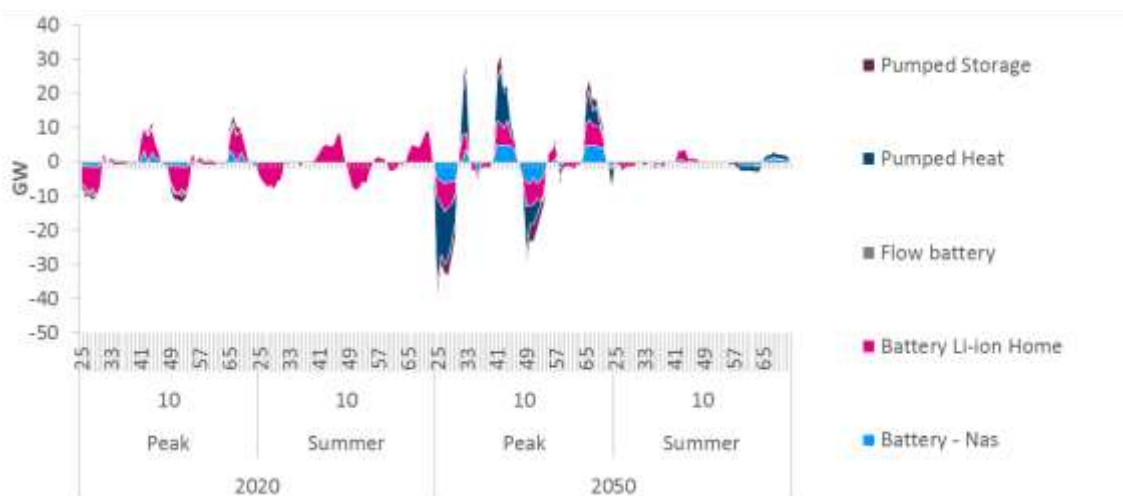 40
30
20
10
0
-10
-20
-30
-40
-50
GW
25 33 41 49 57 65 25 33 41 49 57 65 25 33 41 49 57 65 25 33 41 49 57 65
10 10 10 10
Peak Summer Peak Summer
2020 2050
Pumped Storage
Pumped Heat
Flow battery
Battery Li-ion Home
Battery - Nas